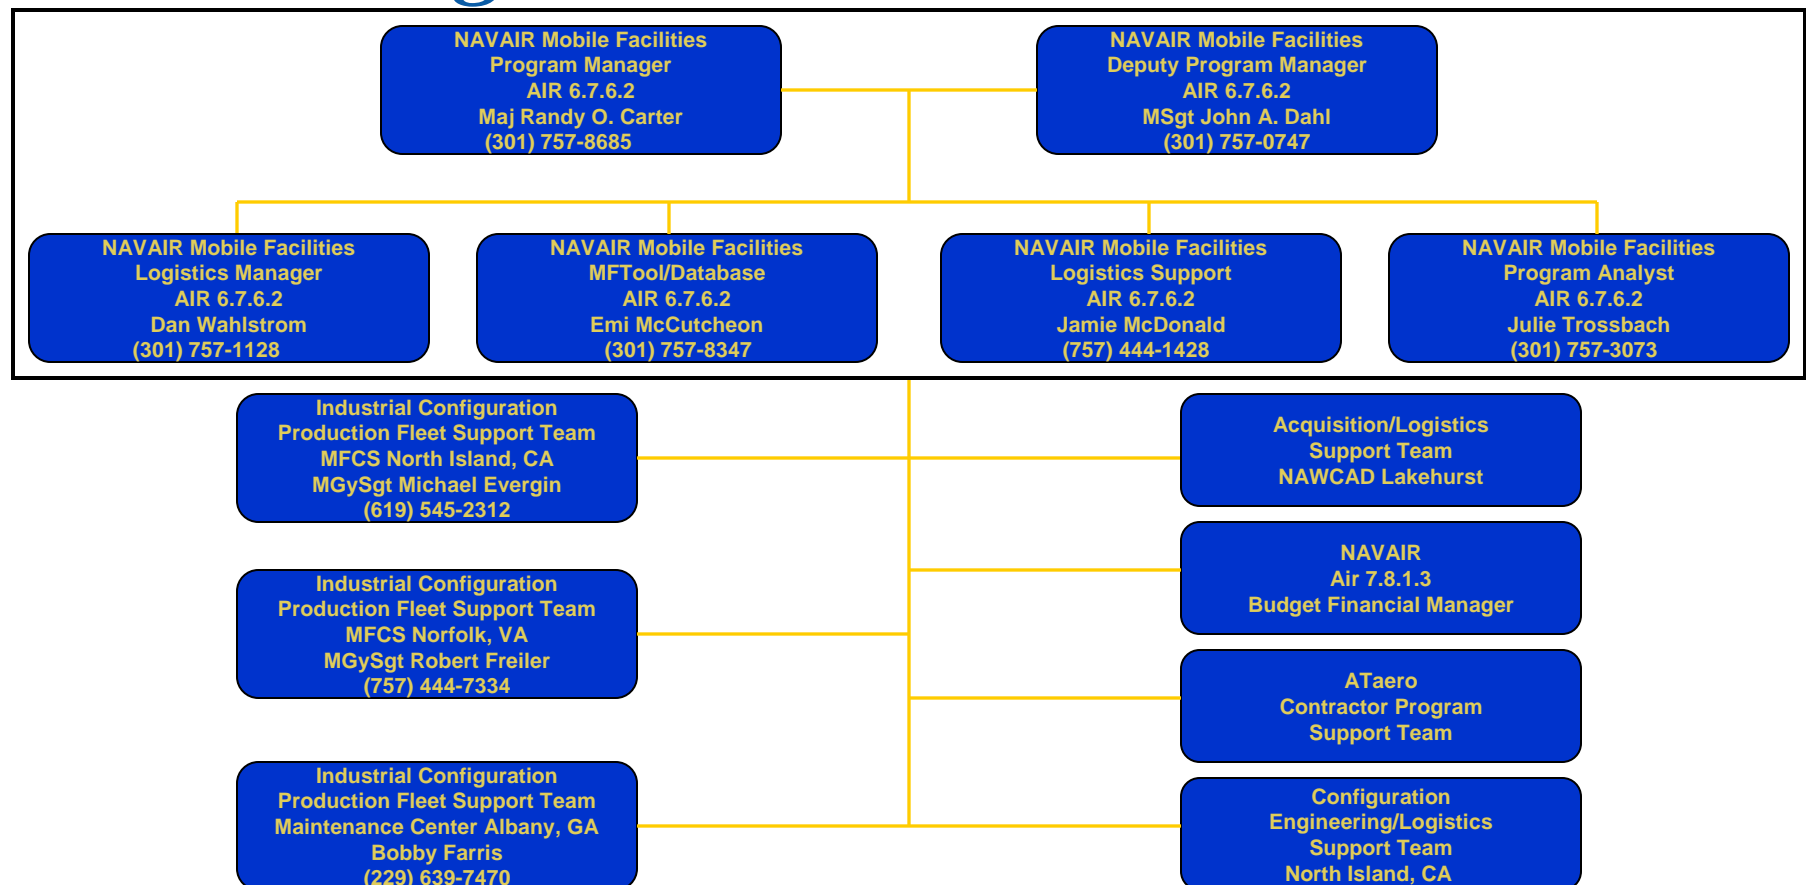 NAVAIR Mobile Facilities
Program Manager
AIR 6.7.6.2
Maj Randy O. Carter
(301) 757-8685
NAVAIR Mobile Facilities
Deputy Program Manager
AIR 6.7.6.2
MSgt John A. Dahl
(301) 757-0747
NAVAIR Mobile Facilities
Logistics Manager
AIR 6.7.6.2
Dan Wahlstrom
(301) 757-1128
NAVAIR Mobile Facilities
MFTool/Database
AIR 6.7.6.2
Emi McCutcheon
(301) 757-8347
NAVAIR Mobile Facilities
Logistics Support
AIR 6.7.6.2
Jamie McDonald
(757) 444-1428
NAVAIR Mobile Facilities
Program Analyst
AIR 6.7.6.2
Julie Trossbach
(301) 757-3073
Industrial Configuration
Production Fleet Support Team
MFCS North Island, CA
MGySgt Michael Evergin
(619) 545-2312
Industrial Configuration
Production Fleet Support Team
MFCS Norfolk, VA
MGySgt Robert Freiler
(757) 444-7334
Industrial Configuration
Production Fleet Support Team
Maintenance Center Albany, GA
Bobby Farris
(229) 639-7470
Acquisition/Logistics
Support Team
NAWCAD Lakehurst
NAVAIR
Air 7.8.1.3
Budget Financial Manager
ATaero
Contractor Program
Support Team
Configuration
Engineering/Logistics
Support Team
North Island, CA